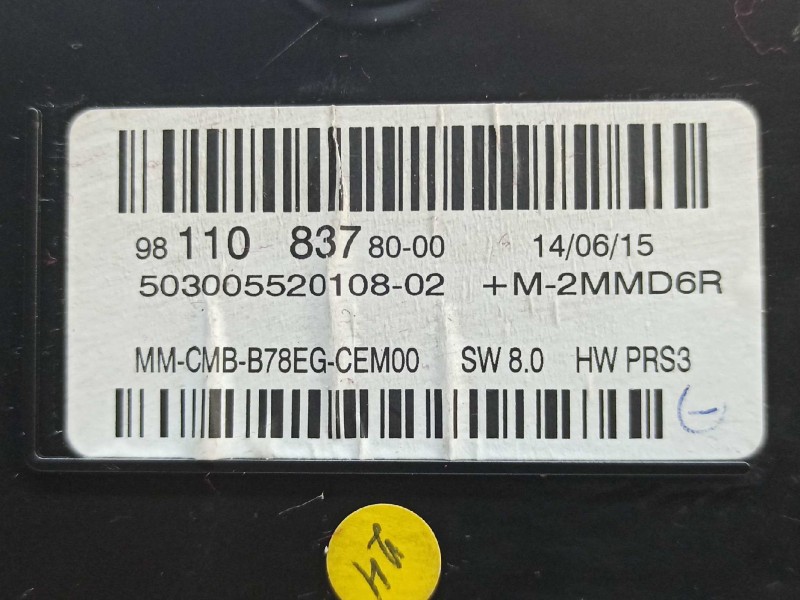 98 110 837 80-00 14/06/15
503005520108-02 +M-2MMD6R
MM-CMB-B78EG-CEM00 SW 8.0 HW PRS3